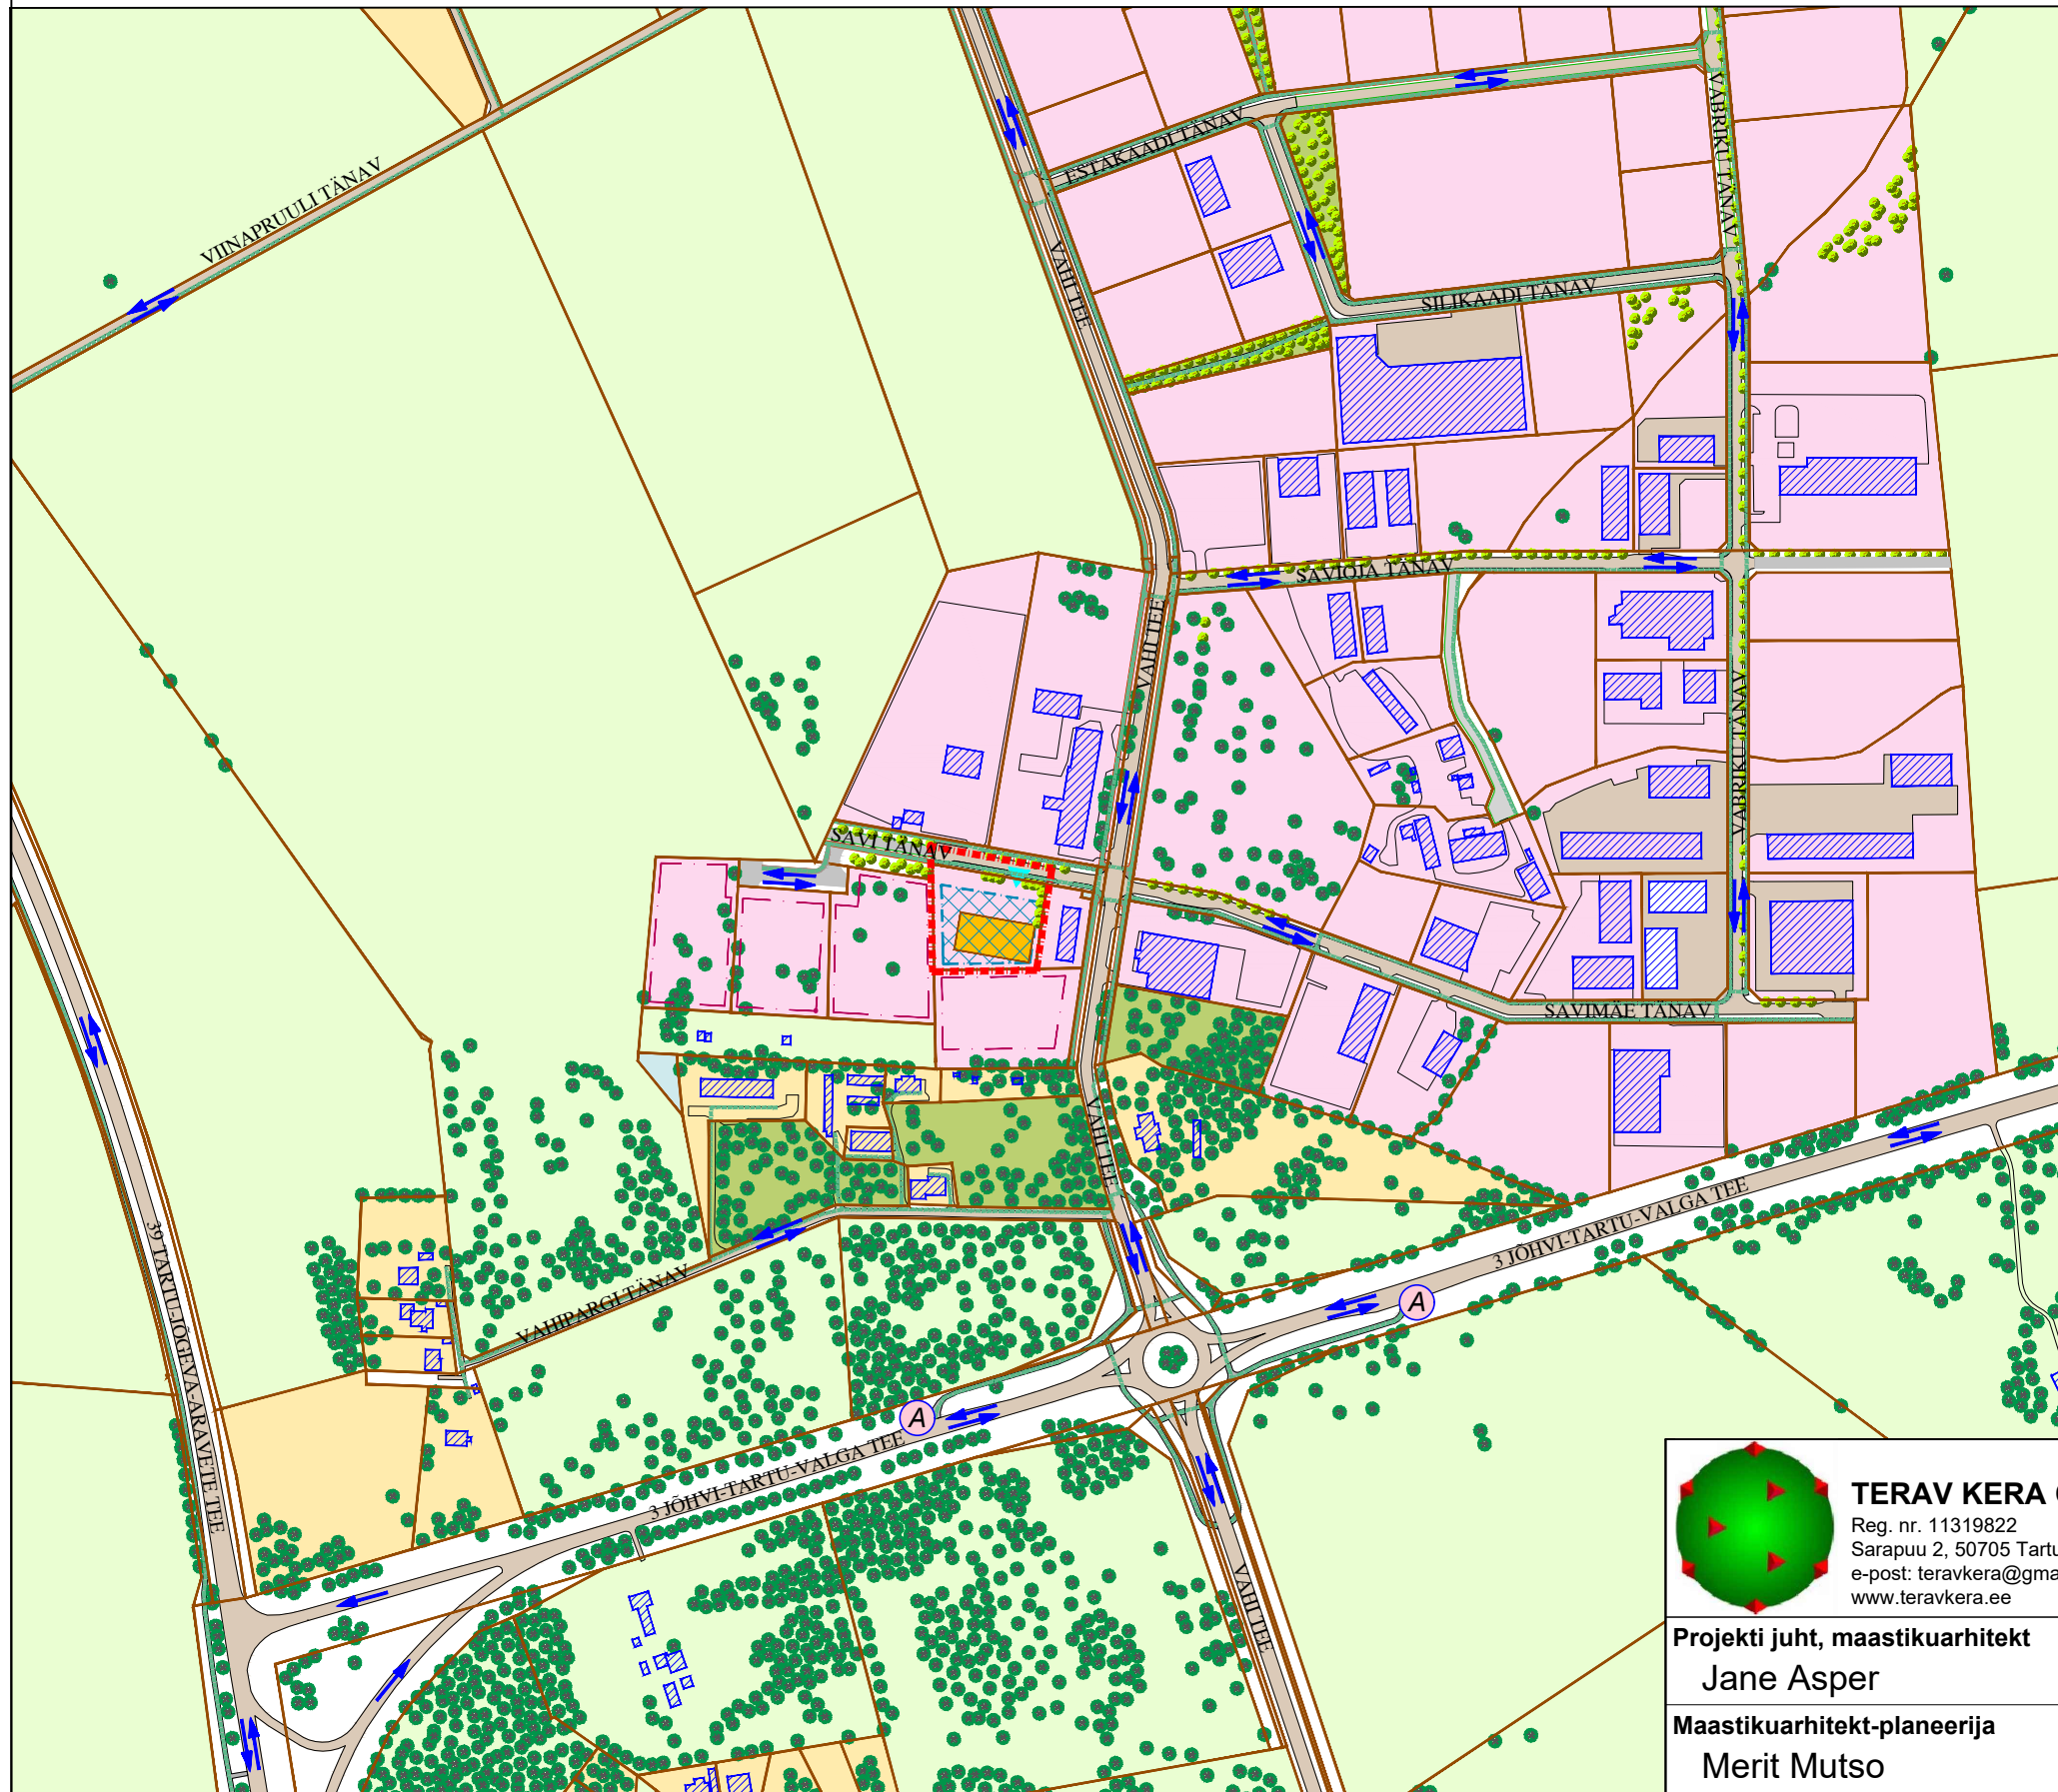 VIINAPRUULI TÄNAV
ESTAKAADI TÄNAV
VABRIKU TÄNAV
VAHI TEE
SILIKAADI TÄNAV
SAVIOJA TÄNAV
VAHI TEE
VABRIKU TÄNAV
SAVI TÄNAV
SAVIMÄE TÄNAV
VAHI TEE
39 TARTU-JÕGEVA-ARAVETE TEE
VAHIPARGI TÄNAV
3 JÕHVI-TARTU-VALGA TEE
A
A
3 JÕHVI-TARTU-VALGA TEE
VAHI TEE
TERAV KERA
Reg. nr. 11319822
Sarapuu 2, 50705 Tartu
e-post: teravkera@gma
www.teravkera.ee
Projekti juht, maastikuarhitekt
Jane Asper
Maastikuarhitekt-planeerija
Merit Mutso